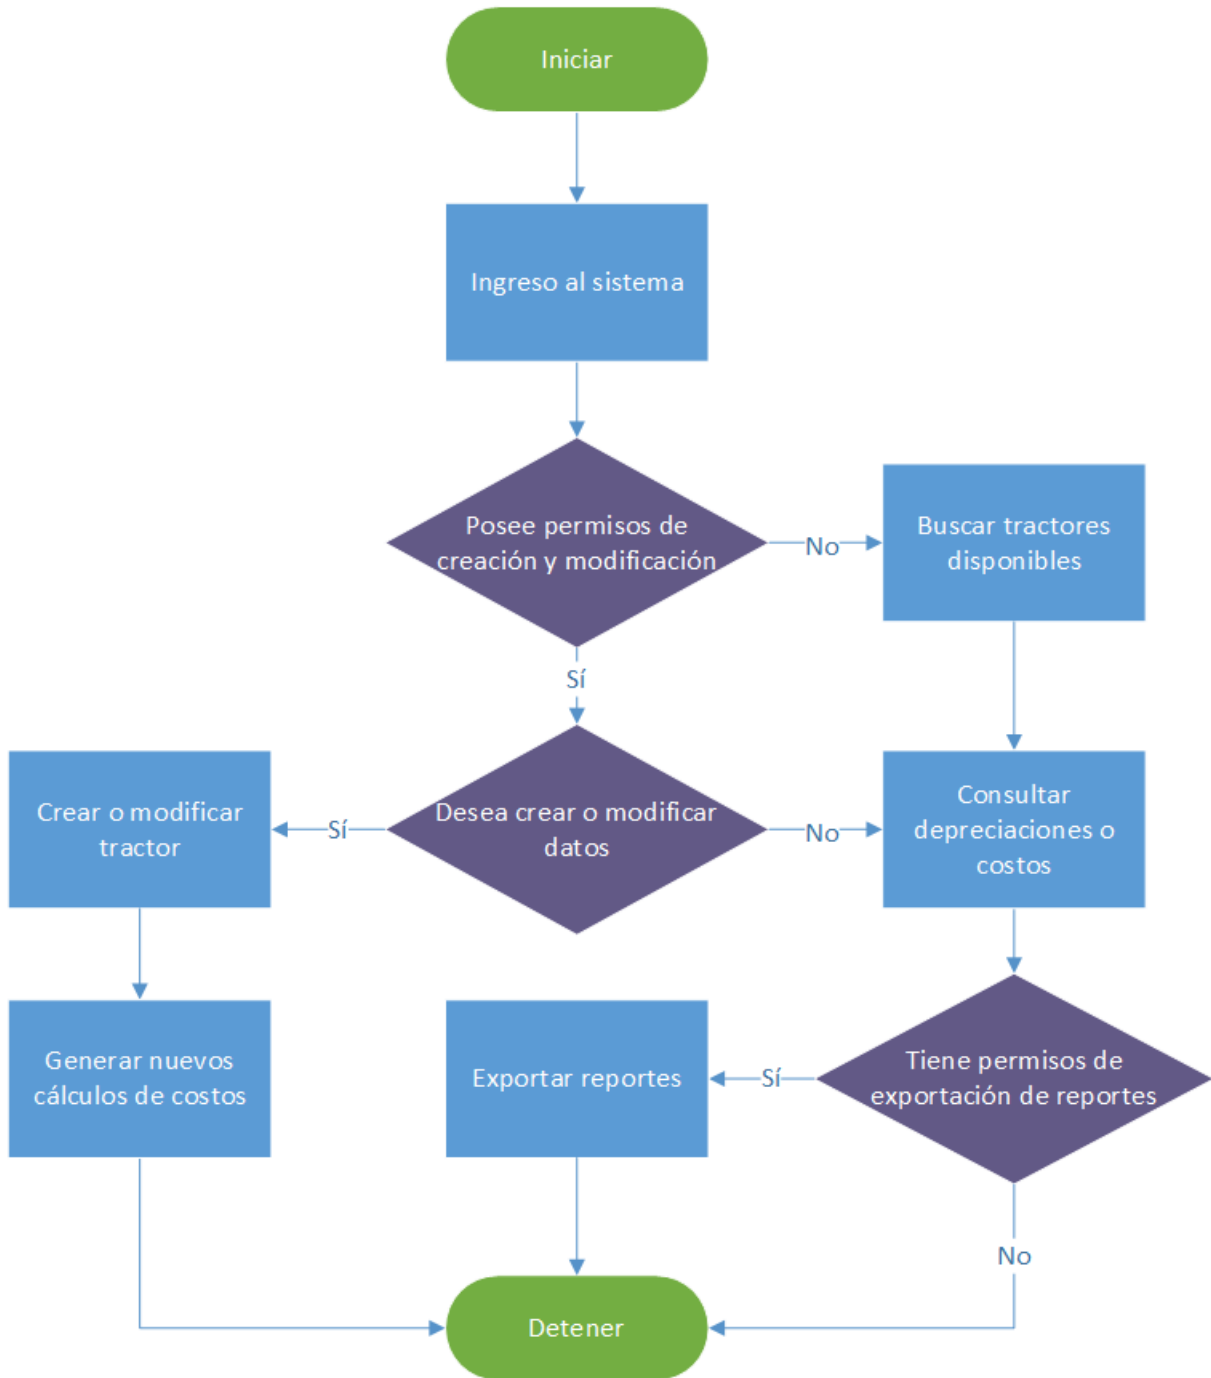 Iniciar
Ingreso al sistema
Posee permisos de
creación y modificación
No
Buscar tractores
disponibles
Sí
Crear o modificar
tractor
Sí
Desea crear o modificar
datos
No
Consultar
depreciaciones o
costos
Generar nuevos
cálculos de costos
Exportar reportes
Sí
Tiene permisos de
exportación de reportes
No
Detener